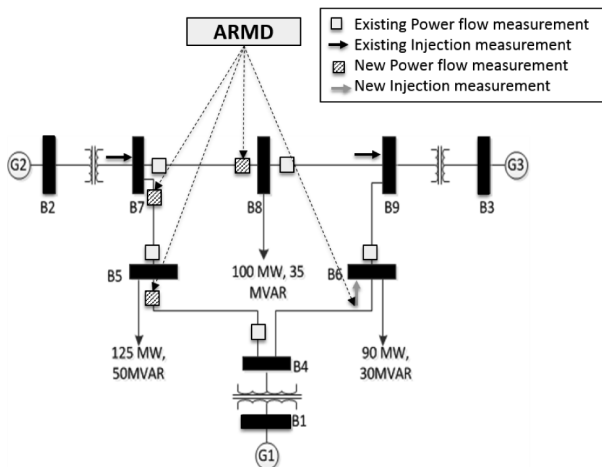 ARMD
Existing Power flow measurement
Existing Injection measurement
New Power flow measurement
New Injection measurement
G2
G3
B2
B7
B8
B9
B3
B5
100 MW, 35
MVAR
B6
125 MW,
50MVAR
90 MW,
30MVAR
B4
B1
G1